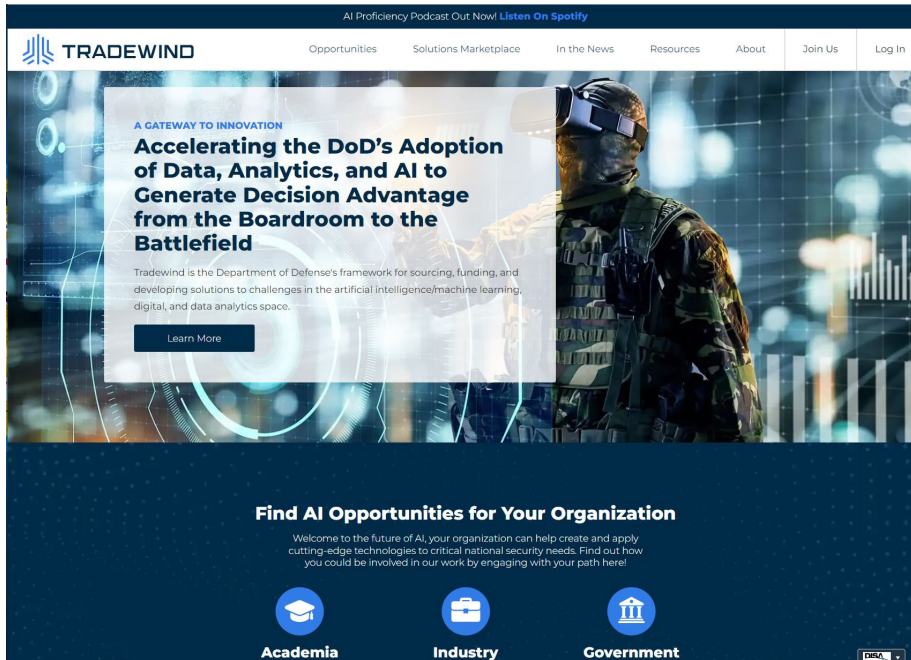 AI Proficiency Podcast Out Now! Listen On Spotify
TRADEWIND
Opportunities
Solutions Marketplace
In the News
Resources
About
Join Us
Log In
A GATEWAY TO INNOVATION
Accelerating the DoD's Adoption
of Data, Analytics, and AI to
Generate Decision Advantage
from the Boardroom to the
Battlefield
Tradewind is the Department of Defense's framework for sourcing, funding, and
developing solutions to challenges in the artificial intelligence/machine learning,
digital, and data analytics space.
Learn More
Find AI Opportunities for Your Organization
Welcome to the future of AI, your organization can help create and apply
cutting-edge technologies to critical national security needs. Find out how
you could be involved in our work by engaging with your path here!
Academia
Industry
Government
DISA